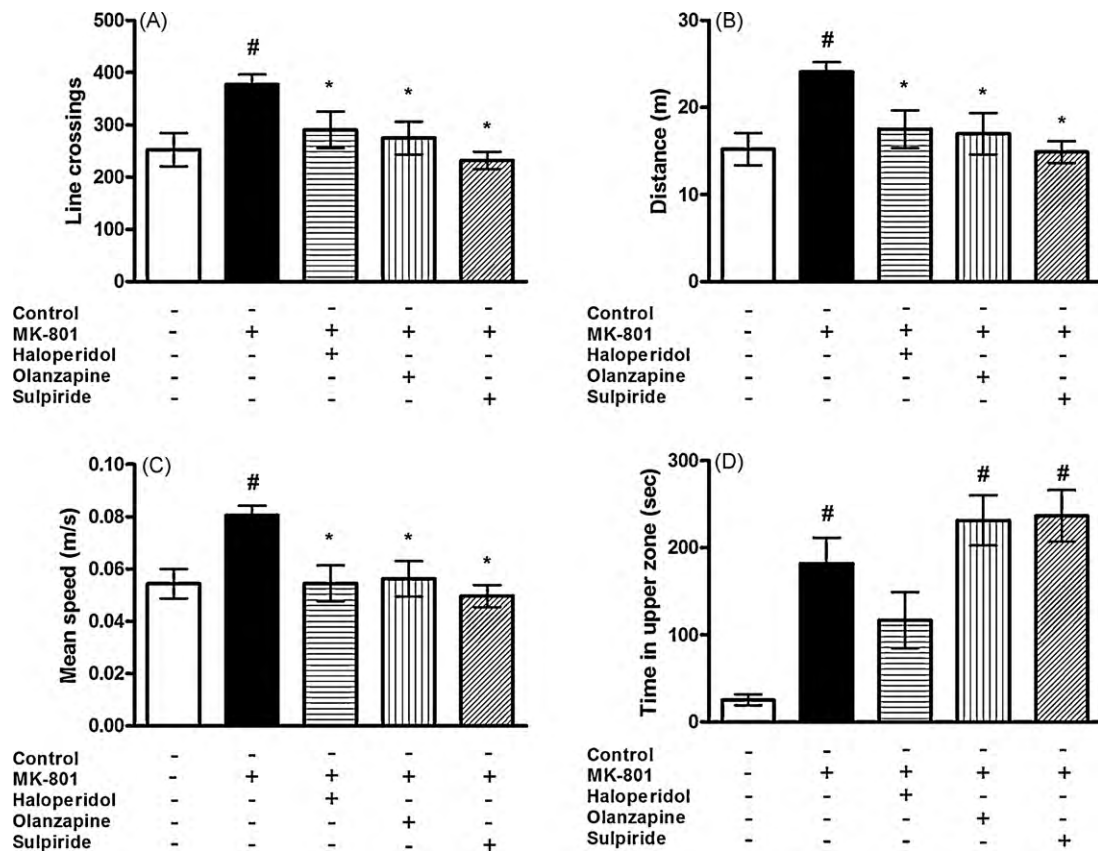 (A)
500
400
300
200
100
0
Line crossings
#
*
*
*
Control - - - - -
MK-801 - + + + +
Haloperidol - - + - -
Olanzapine - - - + -
Sulpiride - - - - +
(B)
30
20
10
0
Distance (m)
#
*
*
*
Control - - - - -
MK-801 - + + + +
Haloperidol - - + - -
Olanzapine - - - + -
Sulpiride - - - - +
(C)
0.10
0.08
0.06
0.04
0.02
0.00
Mean speed (m/s)
#
*
*
*
Control - - - - -
MK-801 - + + + +
Haloperidol - - + - -
Olanzapine - - - + -
Sulpiride - - - - +
(D)
300
200
100
0
Time in upper zone (sec)
#
#
#
Control - - - - -
MK-801 - + + + +
Haloperidol - - + - -
Olanzapine - - - + -
Sulpiride - - - - +